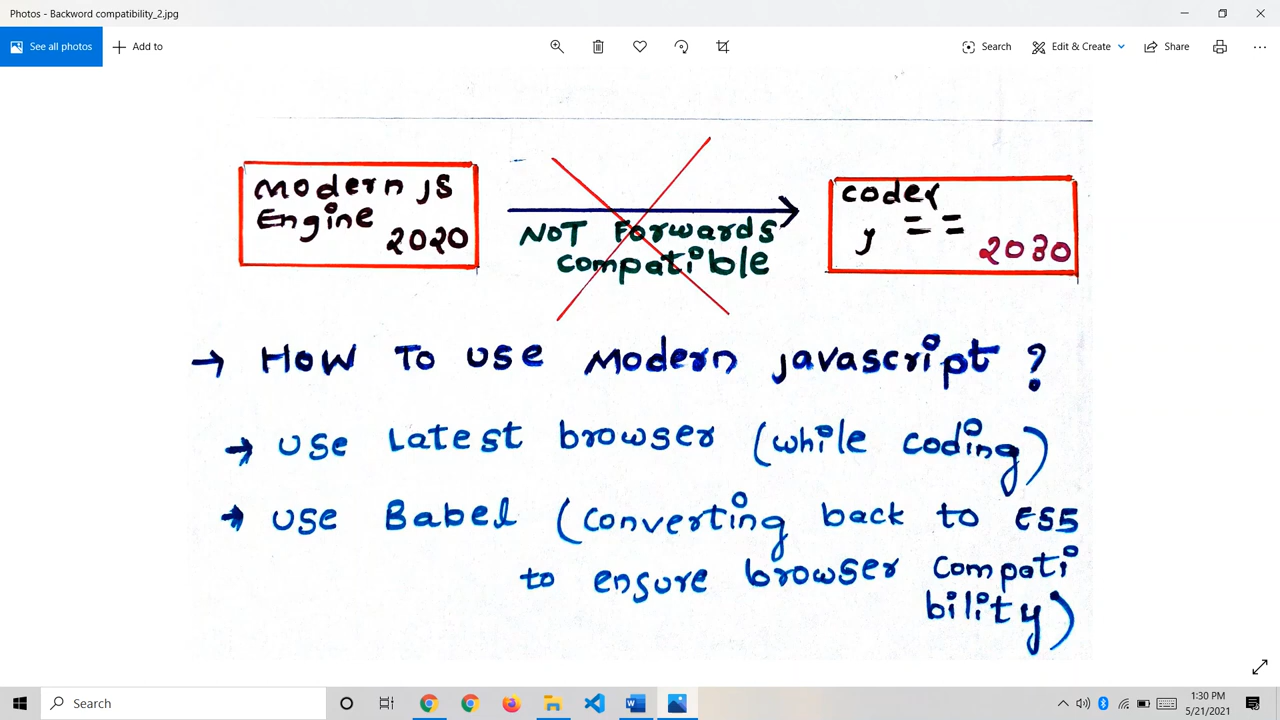 Photos - Backword compatibility_2.jpg
See all photos
Add to
Search
Edit & Create
Share
Modern JS
Engine
2020
NOT Forwards
compatible
code{
} = =
2030
→ HOW TO USE Modern javascript ?
→ USE Latest browser (while coding)
→ USE Babel (converting back to ES5
to ensure browser compati
bility)
Search
1:30 PM
5/21/2021